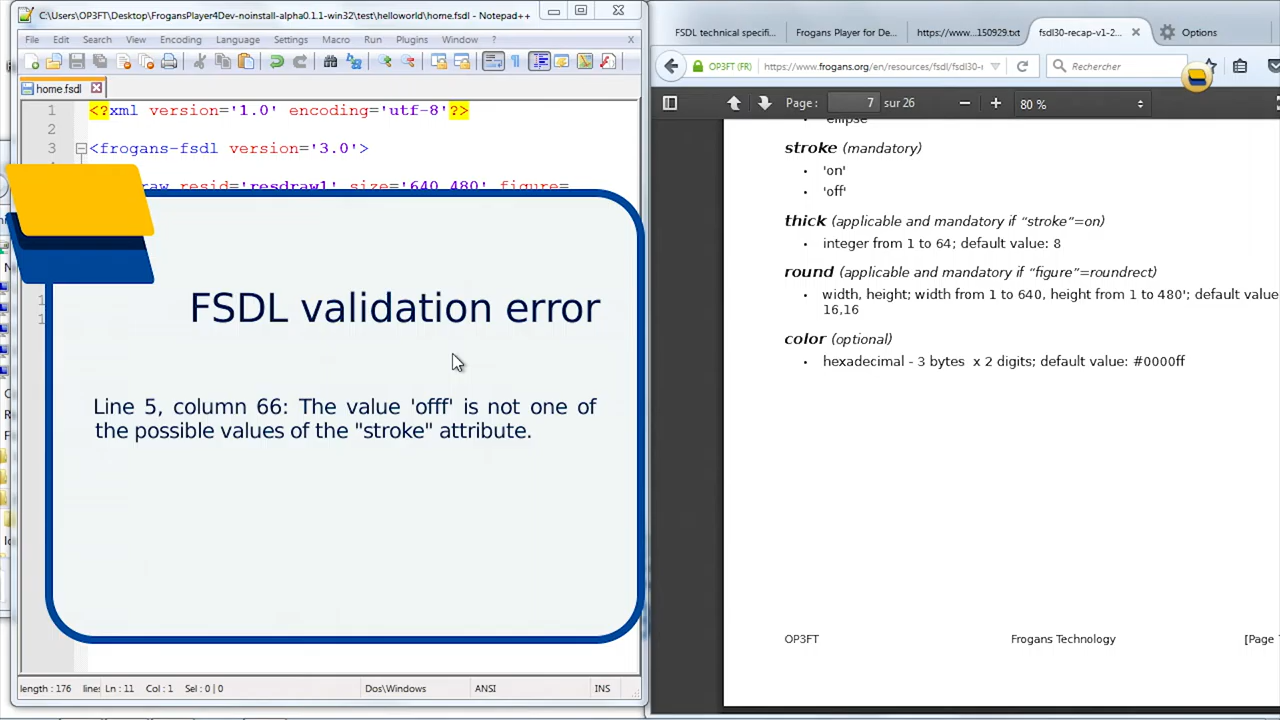 C:\Users\OP3FT\Desktop\FrogansPlayer4Dev-noinstall-alpha0.1.1-win32\test\helloworld\home.fsdl - Notepad++
File Edit Search View Encoding Language Settings Macro Run Plugins Window ? X
home.fsdl
1 <?xml version='1.0' encoding='utf-8'?>
2
3 <frogans-fsdl version='3.0'>
raw resid='resdraw1' size='640,480' figure=
FSDL validation error
Line 5, column 66: The value 'offf' is not one of
the possible values of the "stroke" attribute.
length : 176 lines Ln : 11 Col : 1 Sel : 0 | 0 Dos\Windows ANSI INS
FSDL technical specifi... Frogans Player for De... https://www...150929.txt fsdl30-recap-v1-2... Options
OP3FT (FR) https://www.frogans.org/en/resources/fsdl/fsdl30- Rechercher
Page : 7 sur 26 80 %
ellipse
stroke (mandatory)
• 'on'
• 'off'
thick (applicable and mandatory if “stroke”=on)
• integer from 1 to 64; default value: 8
round (applicable and mandatory if “figure”=roundrect)
• width, height; width from 1 to 640, height from 1 to 480'; default value
16,16
color (optional)
• hexadecimal - 3 bytes x 2 digits; default value: #0000ff
OP3FT Frogans Technology [Page